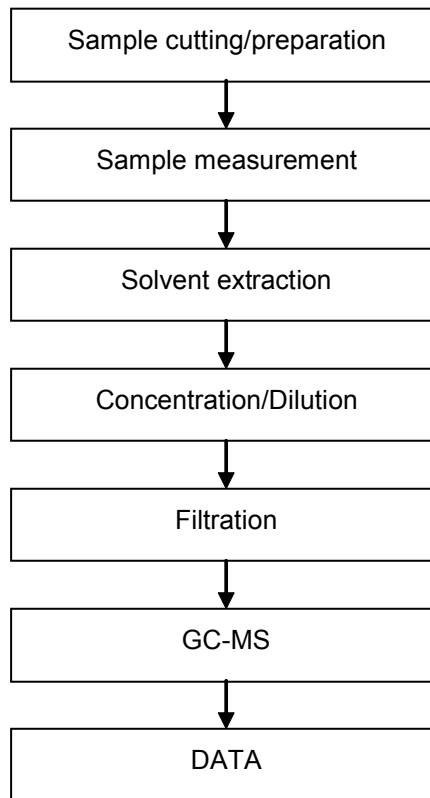 Sample cutting/preparation
Sample measurement
Solvent extraction
Concentration/Dilution
Filtration
GC-MS
DATA